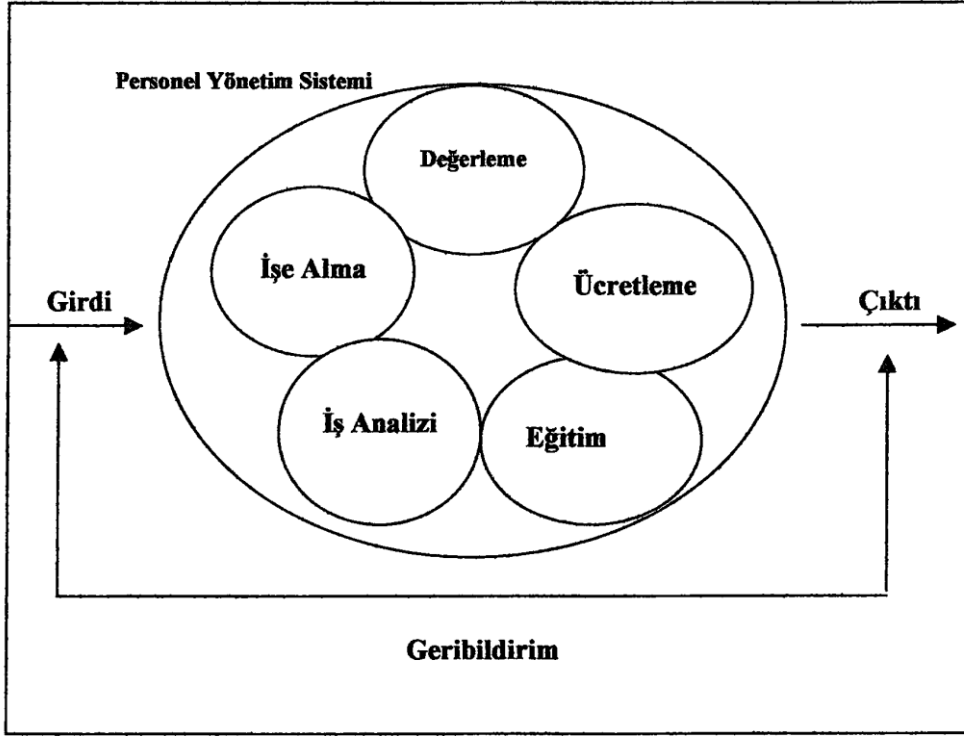 Personel Yönetim Sistemi
Değerleme
İşe Alma
Ücretleme
Girdi
Çıktı
İş Analizi
Eğitim
Geribildirim